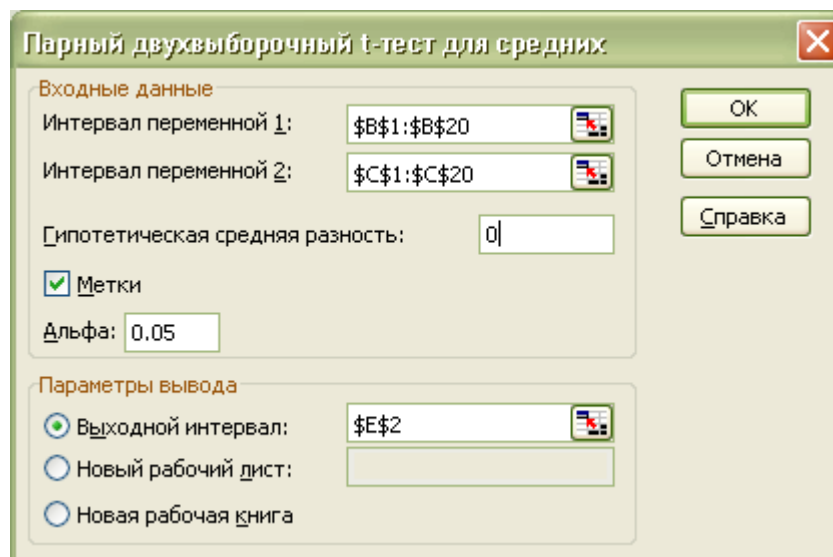 Парный двухвыборочный t-тест для средних
Входные данные
Интервал переменной 1: $B$1:$B$20
Интервал переменной 2: $C$1:$C$20
Гипотетическая средняя разность: 0
Метки
Альфа: 0.05
ОК
Отмена
Справка
Параметры вывода
Выходной интервал: $E$2
Новый рабочий лист:
Новая рабочая книга